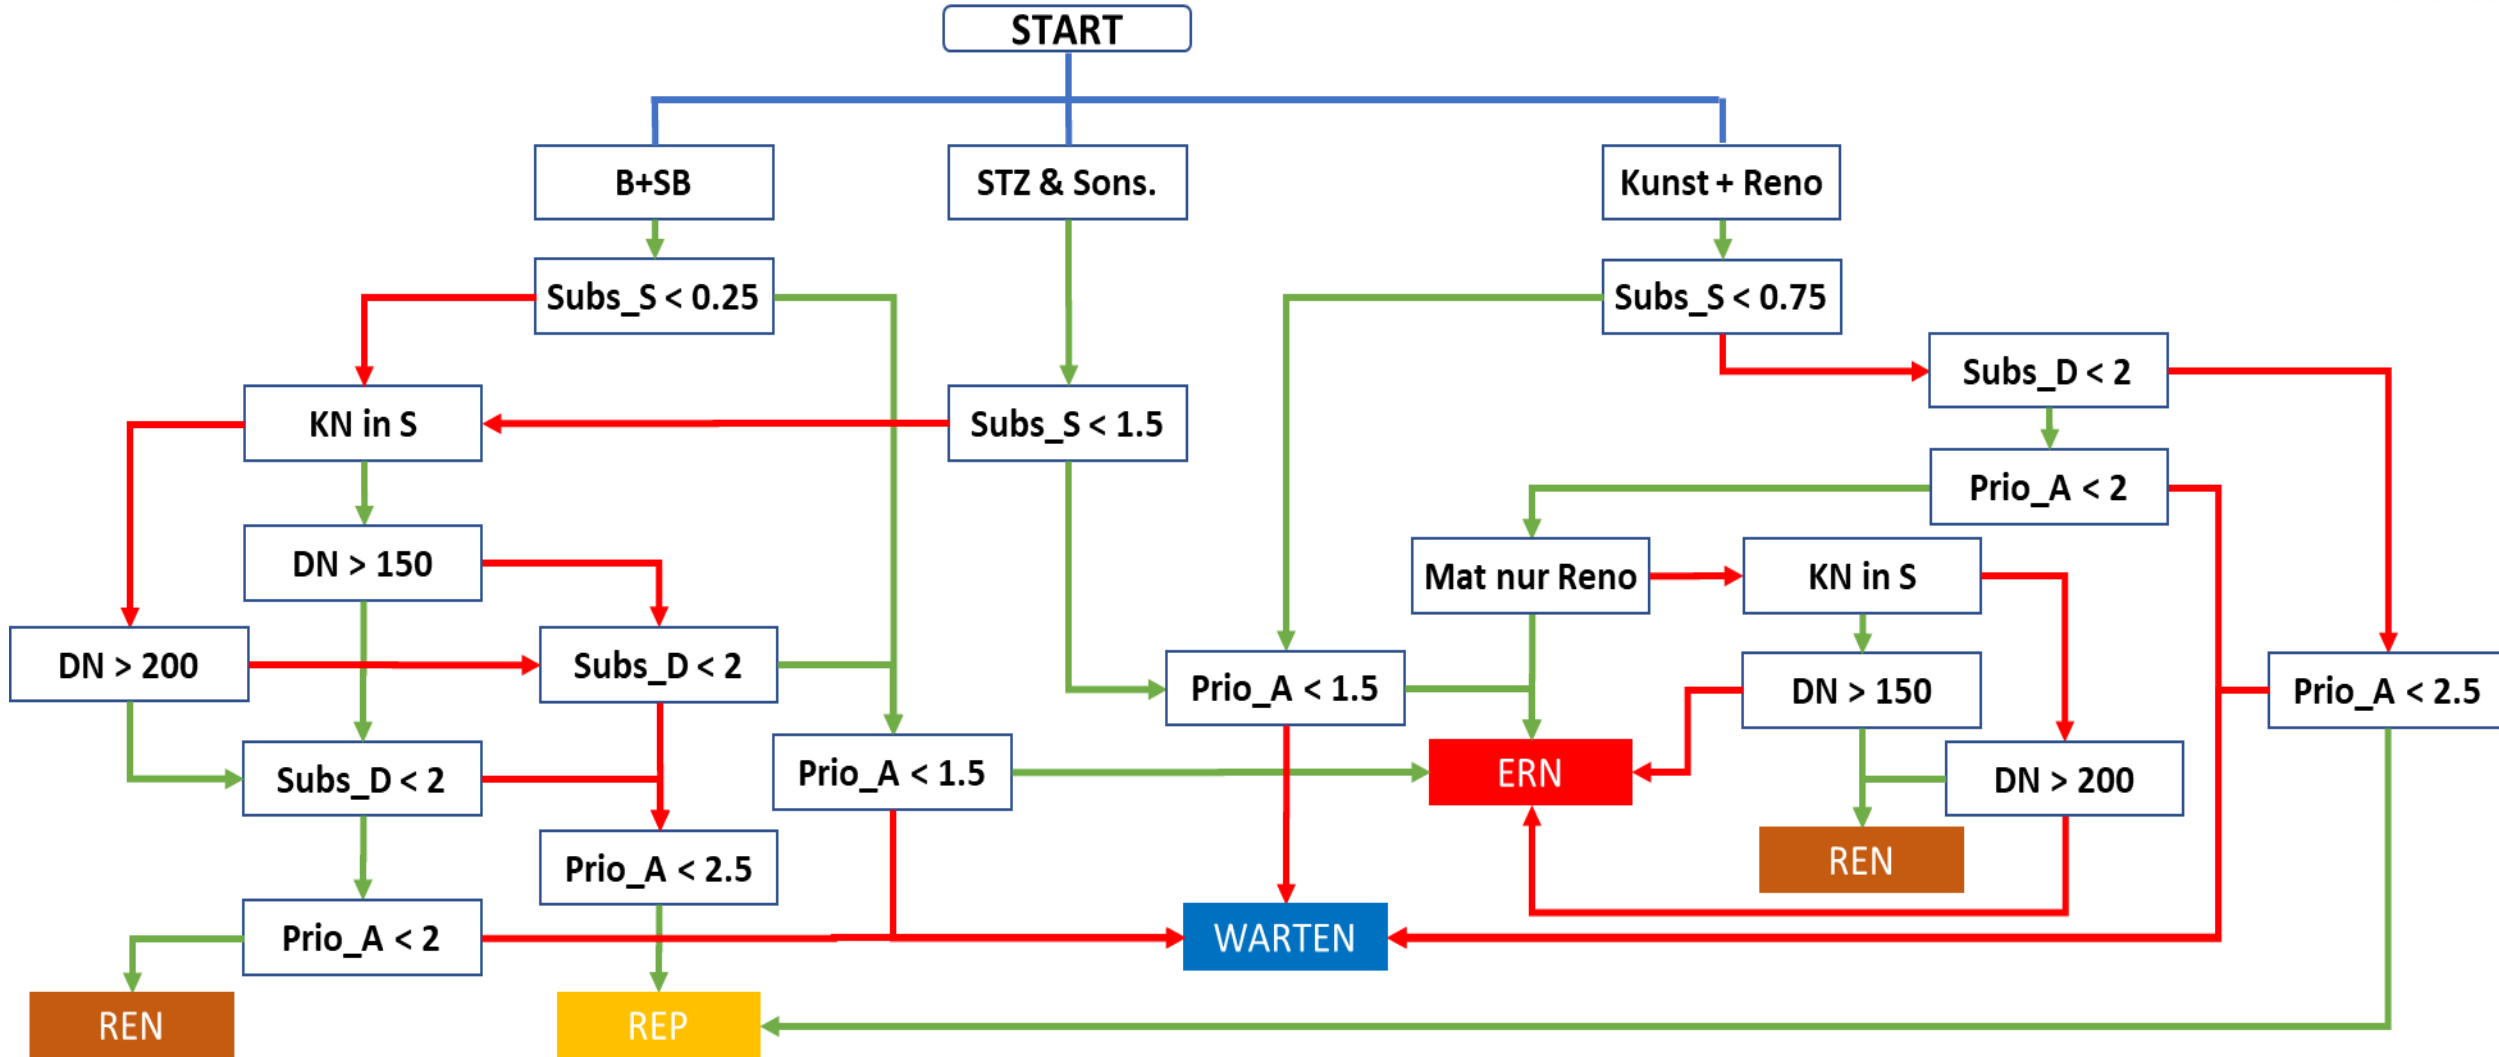 START
B+SB
STZ & Sons.
Kunst + Reno
Subs_S < 0.25
Subs_S < 0.75
Subs_D < 2
KN in S
Subs_S < 1.5
Prio_A < 2
DN > 150
Mat nur Reno
KN in S
DN > 200
Subs_D < 2
Prio_A < 1.5
DN > 150
Prio_A < 2.5
Subs_D < 2
Prio_A < 1.5
ERN
DN > 200
Prio_A < 2.5
REN
Prio_A < 2
WARTEN
REN
REP